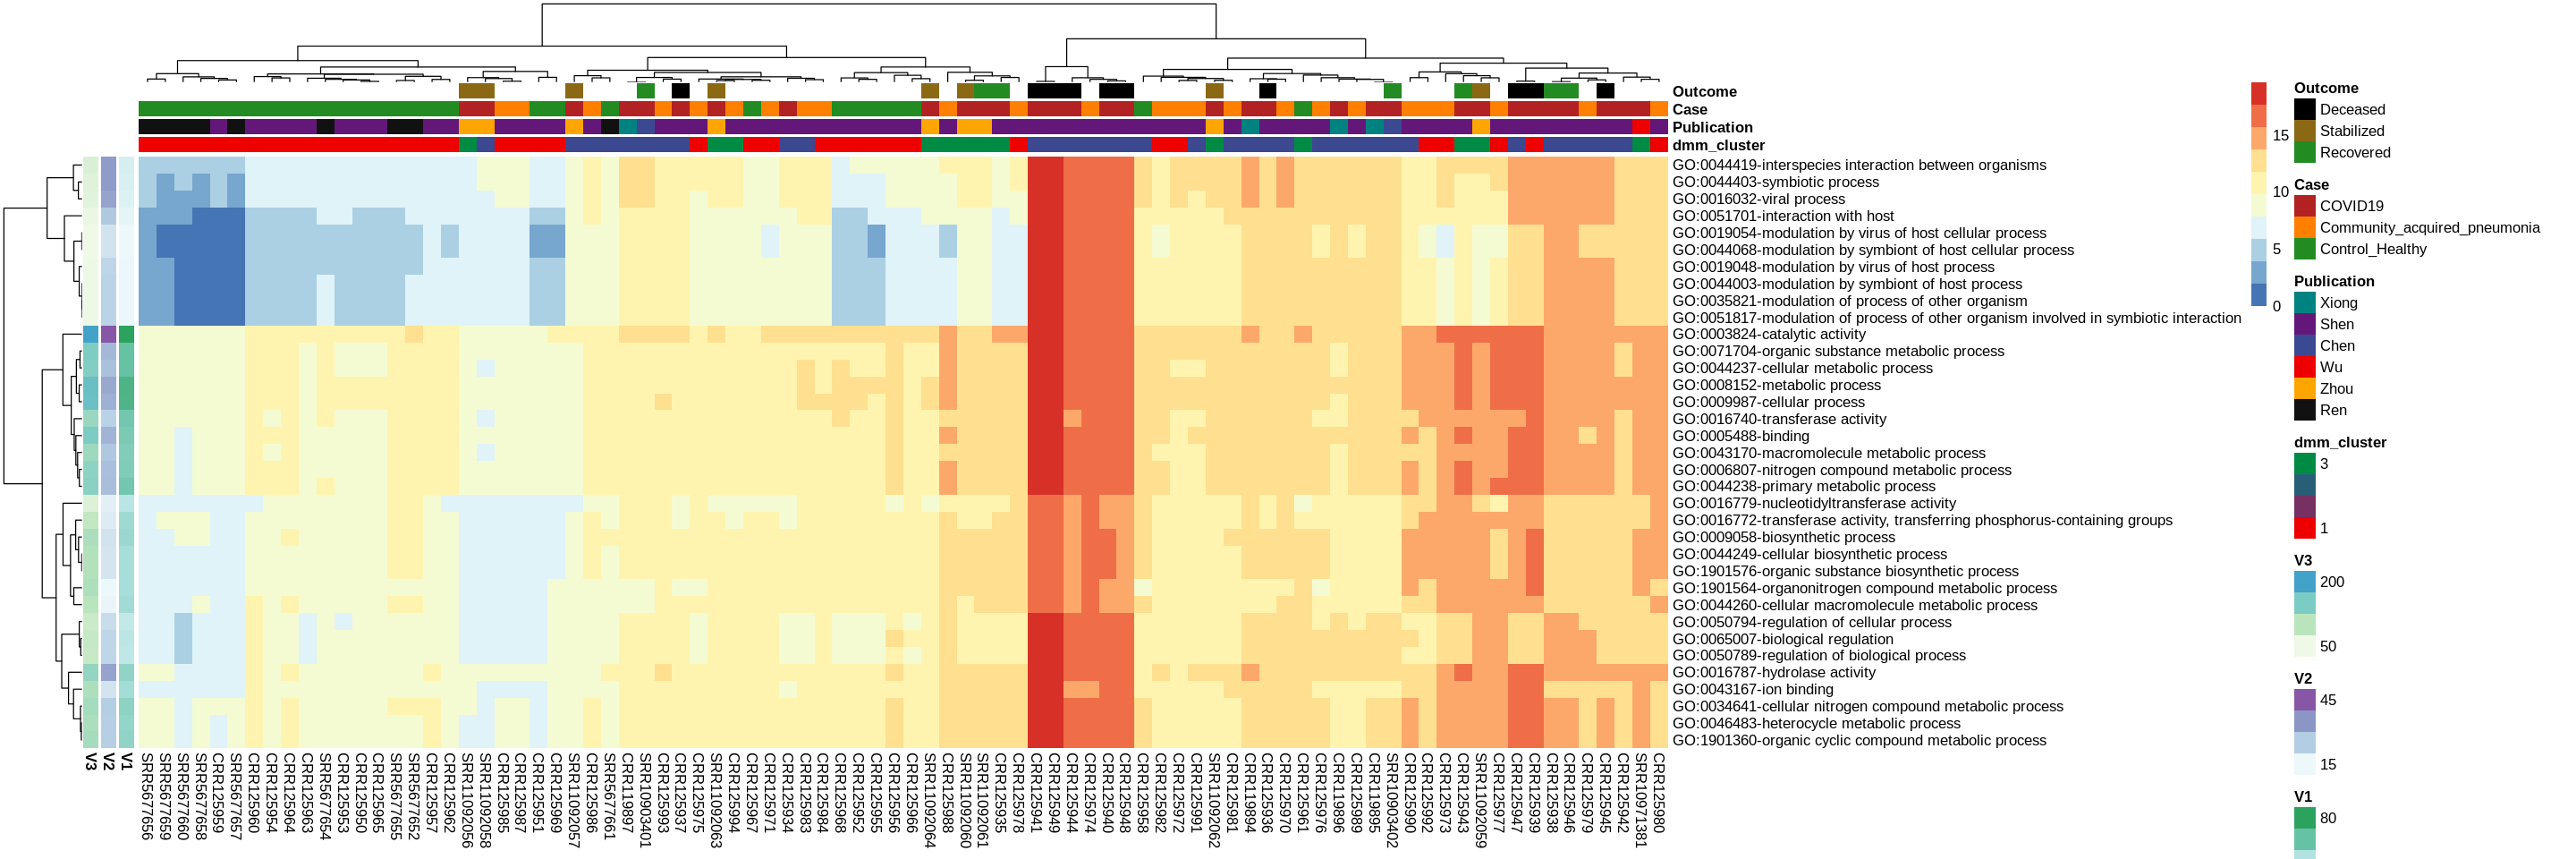 Outcome
Case
Publication
dmm_cluster
GO:0044419-interspecies interaction between organisms
GO:0044403-symbiotic process
GO:0016032-viral process
GO:0051701-interaction with host
GO:0019054-modulation by virus of host cellular process
GO:0044068-modulation by symbiont of host cellular process
GO:0019048-modulation by virus of host process
GO:0044003-modulation by symbiont of host process
GO:0035821-modulation of process of other organism
GO:0051817-modulation of process of other organism involved in symbiotic interaction
GO:0003824-catalytic activity
GO:0071704-organic substance metabolic process
GO:0044237-cellular metabolic process
GO:0008152-metabolic process
GO:0009987-cellular process
GO:0016740-transferase activity
GO:0005488-binding
GO:0043170-macromolecule metabolic process
GO:0006807-nitrogen compound metabolic process
GO:0044238-primary metabolic process
GO:0016779-nucleotidyltransferase activity
GO:0016772-transferase activity, transferring phosphorus-containing groups
GO:0009058-biosynthetic process
GO:0044249-cellular biosynthetic process
GO:1901576-organic substance biosynthetic process
GO:1901564-organonitrogen compound metabolic process
GO:0044260-cellular macromolecule metabolic process
GO:0050794-regulation of cellular process
GO:0065007-biological regulation
GO:0050789-regulation of biological process
GO:0016787-hydrolase activity
GO:0043167-ion binding
GO:0034641-cellular nitrogen compound metabolic process
GO:0046483-heterocycle metabolic process
GO:1901360-organic cyclic compound metabolic process
V3
V2
V1
SRR5677656
SRR5677659
SRR5677660
SRR5677658
CRR125959
SRR5677657
CRR125960
CRR125954
CRR125964
CRR125963
SRR5677654
CRR125953
CRR125950
CRR125965
SRR5677655
SRR5677652
CRR125957
CRR125962
SRR11092056
SRR11092058
CRR125985
CRR125987
CRR125951
CRR125969
SRR11092057
CRR125986
SRR5677661
CRR119897
SRR10903401
CRR125993
CRR125937
CRR125975
SRR11092063
CRR125994
CRR125967
CRR125971
CRR125934
CRR125983
CRR125984
CRR125968
CRR125952
CRR125955
CRR125956
CRR125966
SRR11092064
CRR125988
SRR11092060
SRR11092061
CRR125935
CRR125978
CRR125941
CRR125949
CRR125944
CRR125974
CRR125940
CRR125948
CRR125958
CRR125982
CRR125972
CRR125991
SRR11092062
CRR125981
CRR119894
CRR125936
CRR125970
CRR125961
CRR125976
CRR119896
CRR125989
CRR119895
SRR10903402
CRR125990
CRR125992
CRR125973
CRR125943
SRR11092059
CRR125977
CRR125947
CRR125939
CRR125938
CRR125946
CRR125979
CRR125945
CRR125942
SRR10971381
CRR125980
15
10
5
0
Outcome
Deceased
Stabilized
Recovered
Case
COVID19
Community_acquired_pneumonia
Control_Healthy
Publication
Xiong
Shen
Chen
Wu
Zhou
Ren
dmm_cluster
3
1
V3
200
50
V2
45
15
V1
80